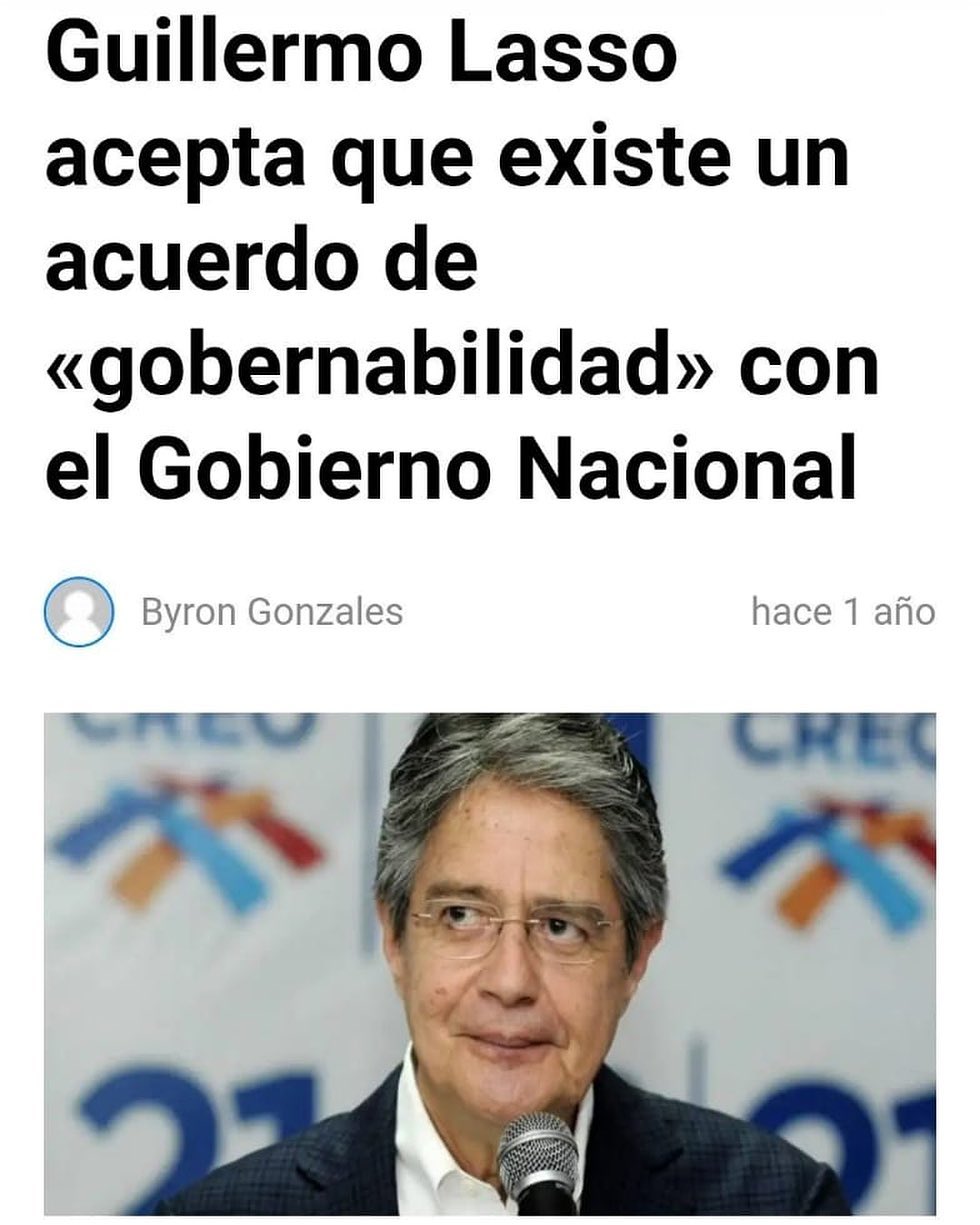 Guillermo Lasso
acepta que existe un
acuerdo de
«gobernabilidad» con
el Gobierno Nacional
Byron Gonzales
hace 1 año
CREO
CREO
21
21